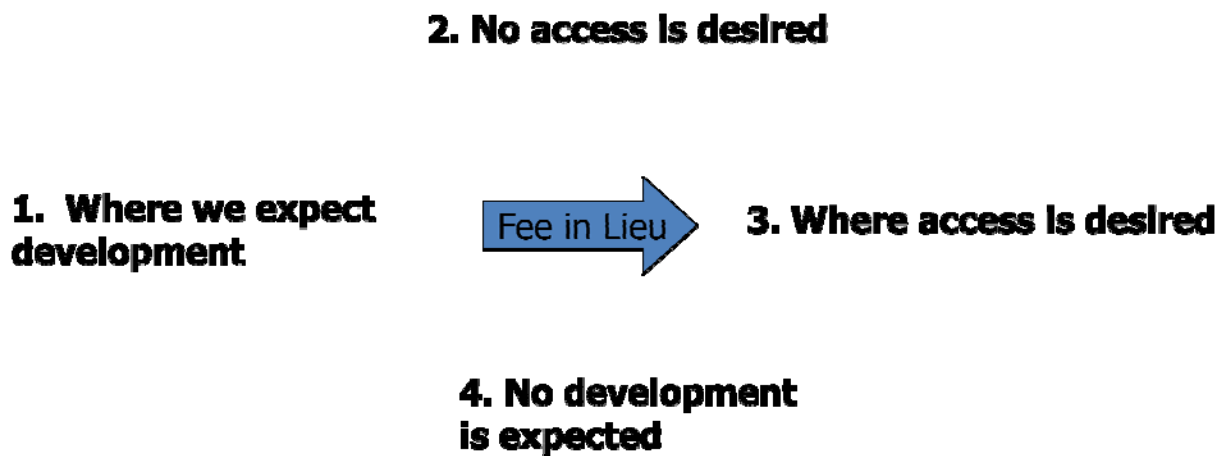 2. No access is desired
1. Where we expect
development
Fee in Lieu
3. Where access is desired
4. No development
is expected